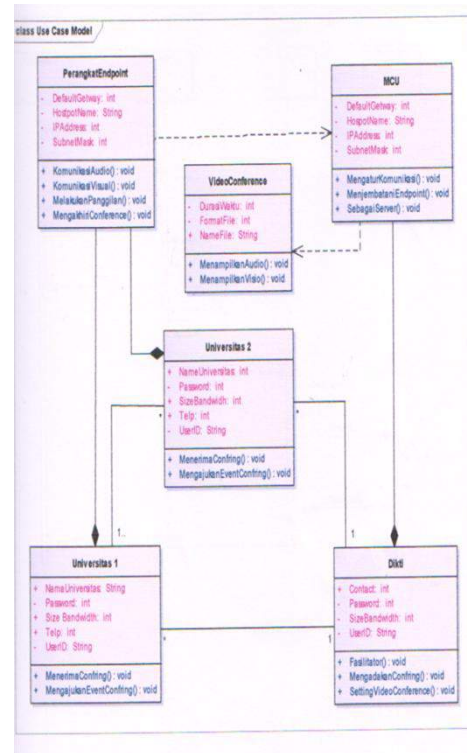 class Use Case Model
PerangkatEndpoint
- DefaultGetway: int
- HostpotName: String
- IPAddress: int
- SubnetMask: int
+ KomunikasiAudio() : void
+ KomunikasiVisual() : void
+ MelakukanPanggilan() : void
+ MengakhiriConference() : void
MCU
- DefaultGetway: int
- HospotName: String
- IPAddress: int
- SubnetMask: int
+ MengaturKomunikasi() : void
+ MenjembataniEndpoint() : void
+ SebagaiServer() : void
VideoConference
- DurasiWaktu: int
- FormatFile: int
+ NameFile: String
+ MenampilkanAudio() : void
+ MenampilkanVisio() : void
Universitas 2
+ NameUniversitas: int
- Password: int
+ SizeBandwidh: int
+ Telp: int
- UserID: String
+ MenerimaConfring() : void
+ MengajukanEventConfring() : void
* *
1.. 1
Universitas 1
+ NameUniversitas: String
- Password: int
+ Size Bandwidth: int
+ Telp: int
- UserID: String
+ MenerimaConfring() : void
+ MengajukanEventConfring() : void
* 1
Dikti
+ Contact: int
- Password: int
- SizeBandwidth: int
- UserID: String
+ Fasilitator() : void
+ MengadakanConfring() : void
+ SettingVideoConference() : void